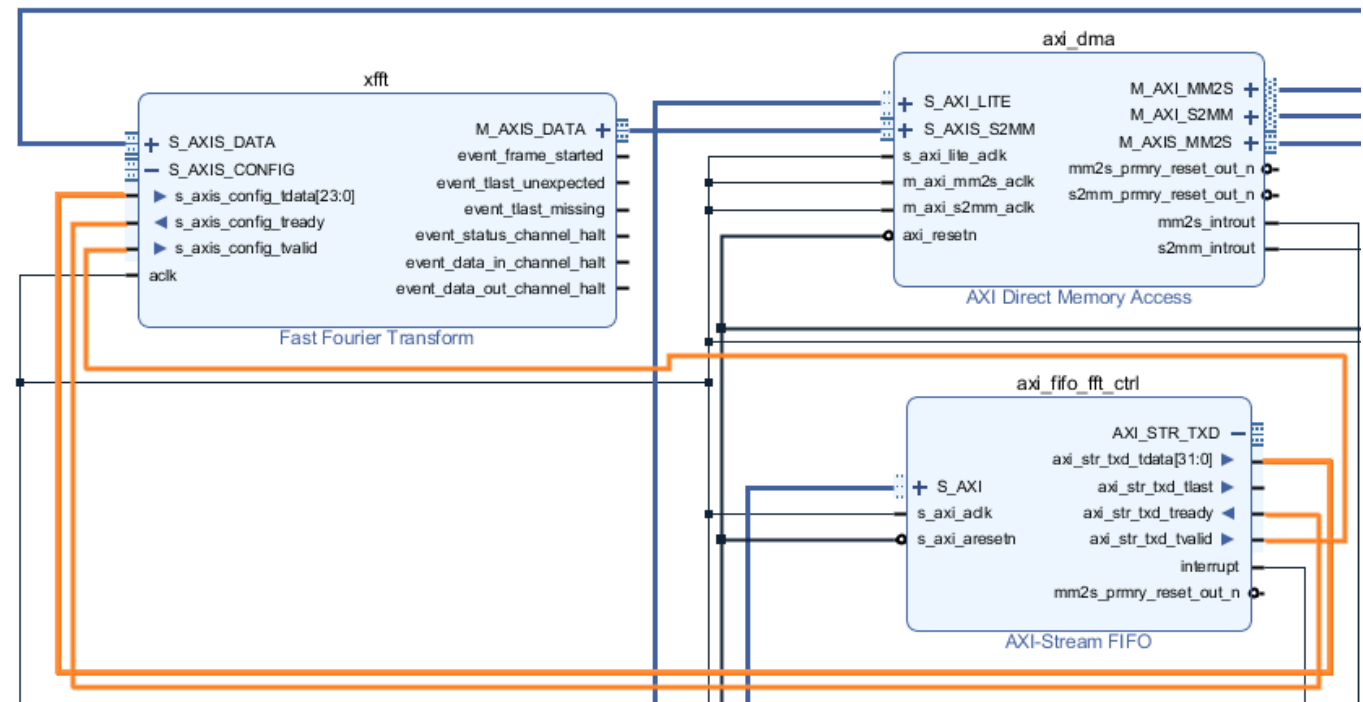 xfft
S_AXIS_DATA
S_AXIS_CONFIG
s_axis_config_tdata[23:0]
s_axis_config_tready
s_axis_config_tvalid
aclk
M_AXIS_DATA
event_frame_started
event_tlast_unexpected
event_tlast_missing
event_status_channel_halt
event_data_in_channel_halt
event_data_out_channel_halt
Fast Fourier Transform
axi_dma
S_AXI_LITE
S_AXIS_S2MM
s_axi_lite_aclk
m_axi_mm2s_aclk
m_axi_s2mm_aclk
axi_resetn
M_AXI_MM2S
M_AXI_S2MM
M_AXIS_MM2S
mm2s_prmry_reset_out_n
s2mm_prmry_reset_out_n
mm2s_introut
s2mm_introut
AXI Direct Memory Access
axi_fifo_fft_ctrl
S_AXI
s_axi_aclk
s_axi_aresetn
AXI_STR_TXD
axi_str_txd_tdata[31:0]
axi_str_txd_tlast
axi_str_txd_tready
axi_str_txd_tvalid
interrupt
mm2s_prmry_reset_out_n
AXI-Stream FIFO